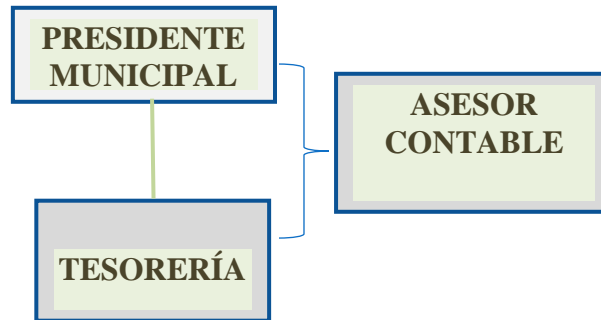 PRESIDENTE
MUNICIPAL
ASESOR
CONTABLE
TESORERÍA